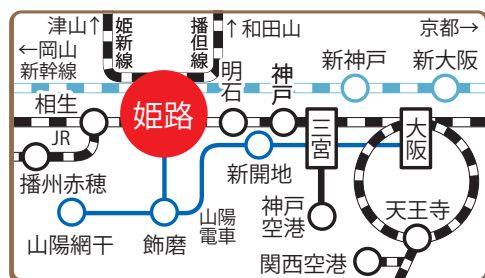 津山↑
姫新線
播但線
↑和田山
京都→
←岡山
新幹線
新神戸
新大阪
相生
姫路
明石
神戸
三宮
大阪
JR
播州赤穂
新開地
山陽電車
神戸空港
天王寺
山陽網干
飾磨
関西空港